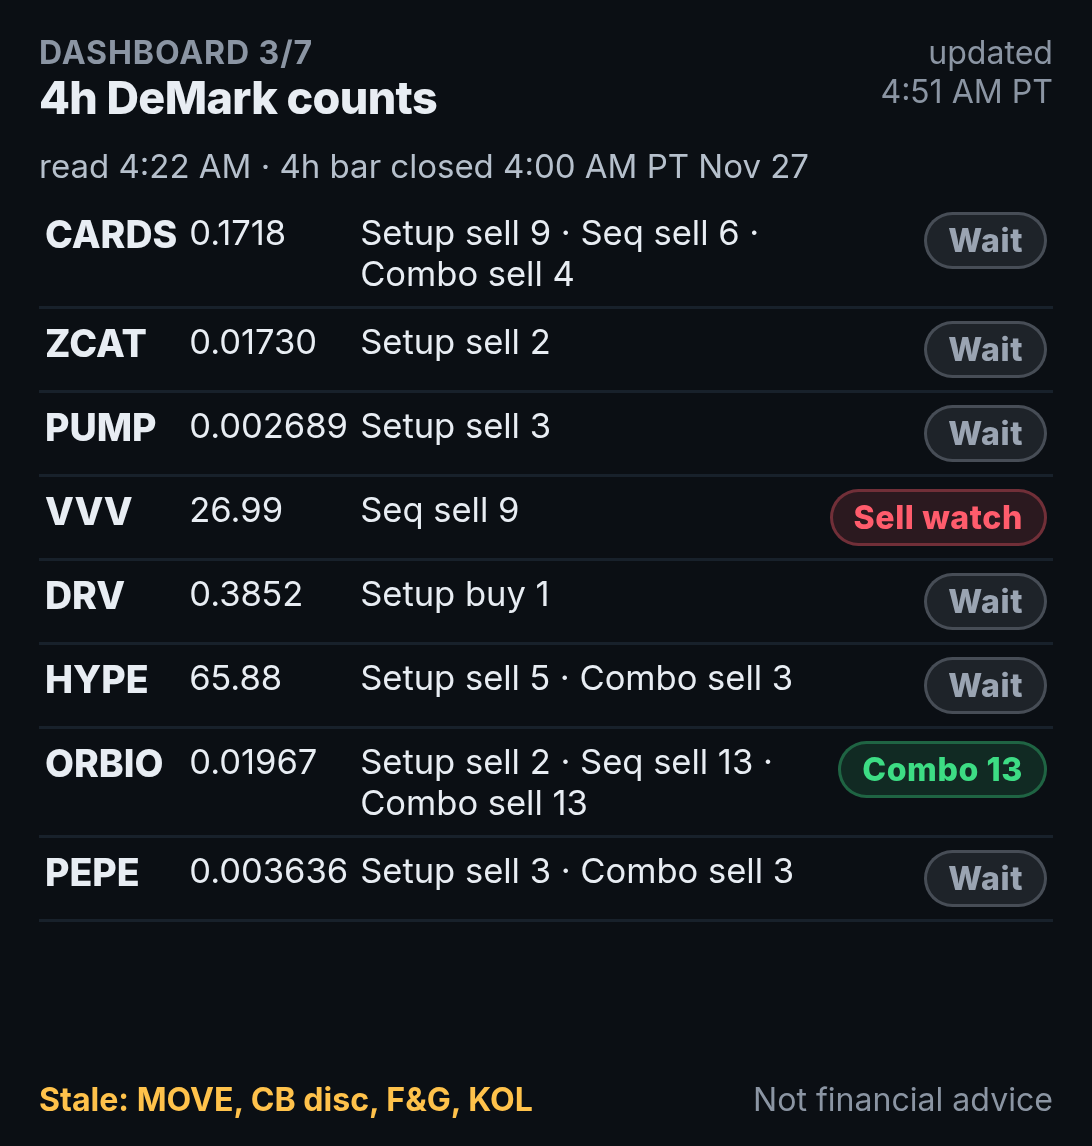 DASHBOARD 3/7
updated
4h DeMark counts
4:51 AM PT
read 4:22 AM · 4h bar closed 4:00 AM PT Nov 27
CARDS 0.1718 Setup sell 9 · Seq sell 6 · Wait
Combo sell 4
ZCAT 0.01730 Setup sell 2 Wait
PUMP 0.002689 Setup sell 3 Wait
VVV 26.99 Seq sell 9 Sell watch
DRV 0.3852 Setup buy 1 Wait
HYPE 65.88 Setup sell 5 · Combo sell 3 Wait
ORBIO 0.01967 Setup sell 2 · Seq sell 13 · Combo 13
Combo sell 13
PEPE 0.003636 Setup sell 3 · Combo sell 3 Wait
Stale: MOVE, CB disc, F&G, KOL Not financial advice